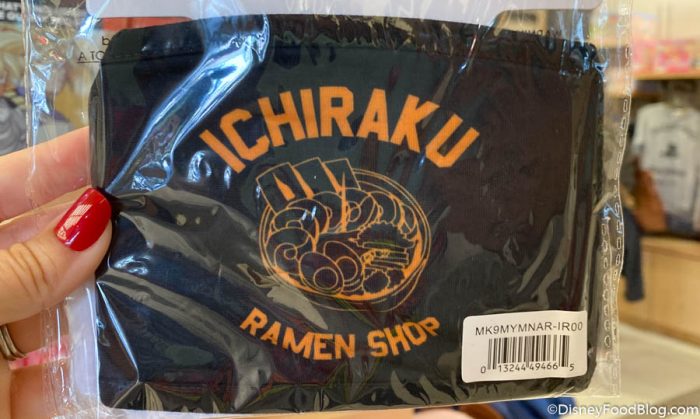 ICHIRAKU
RAMEN SHOP
MK9MYMNAR-IR00
0 13244 49466 5
©DisneyFoodBlog.com